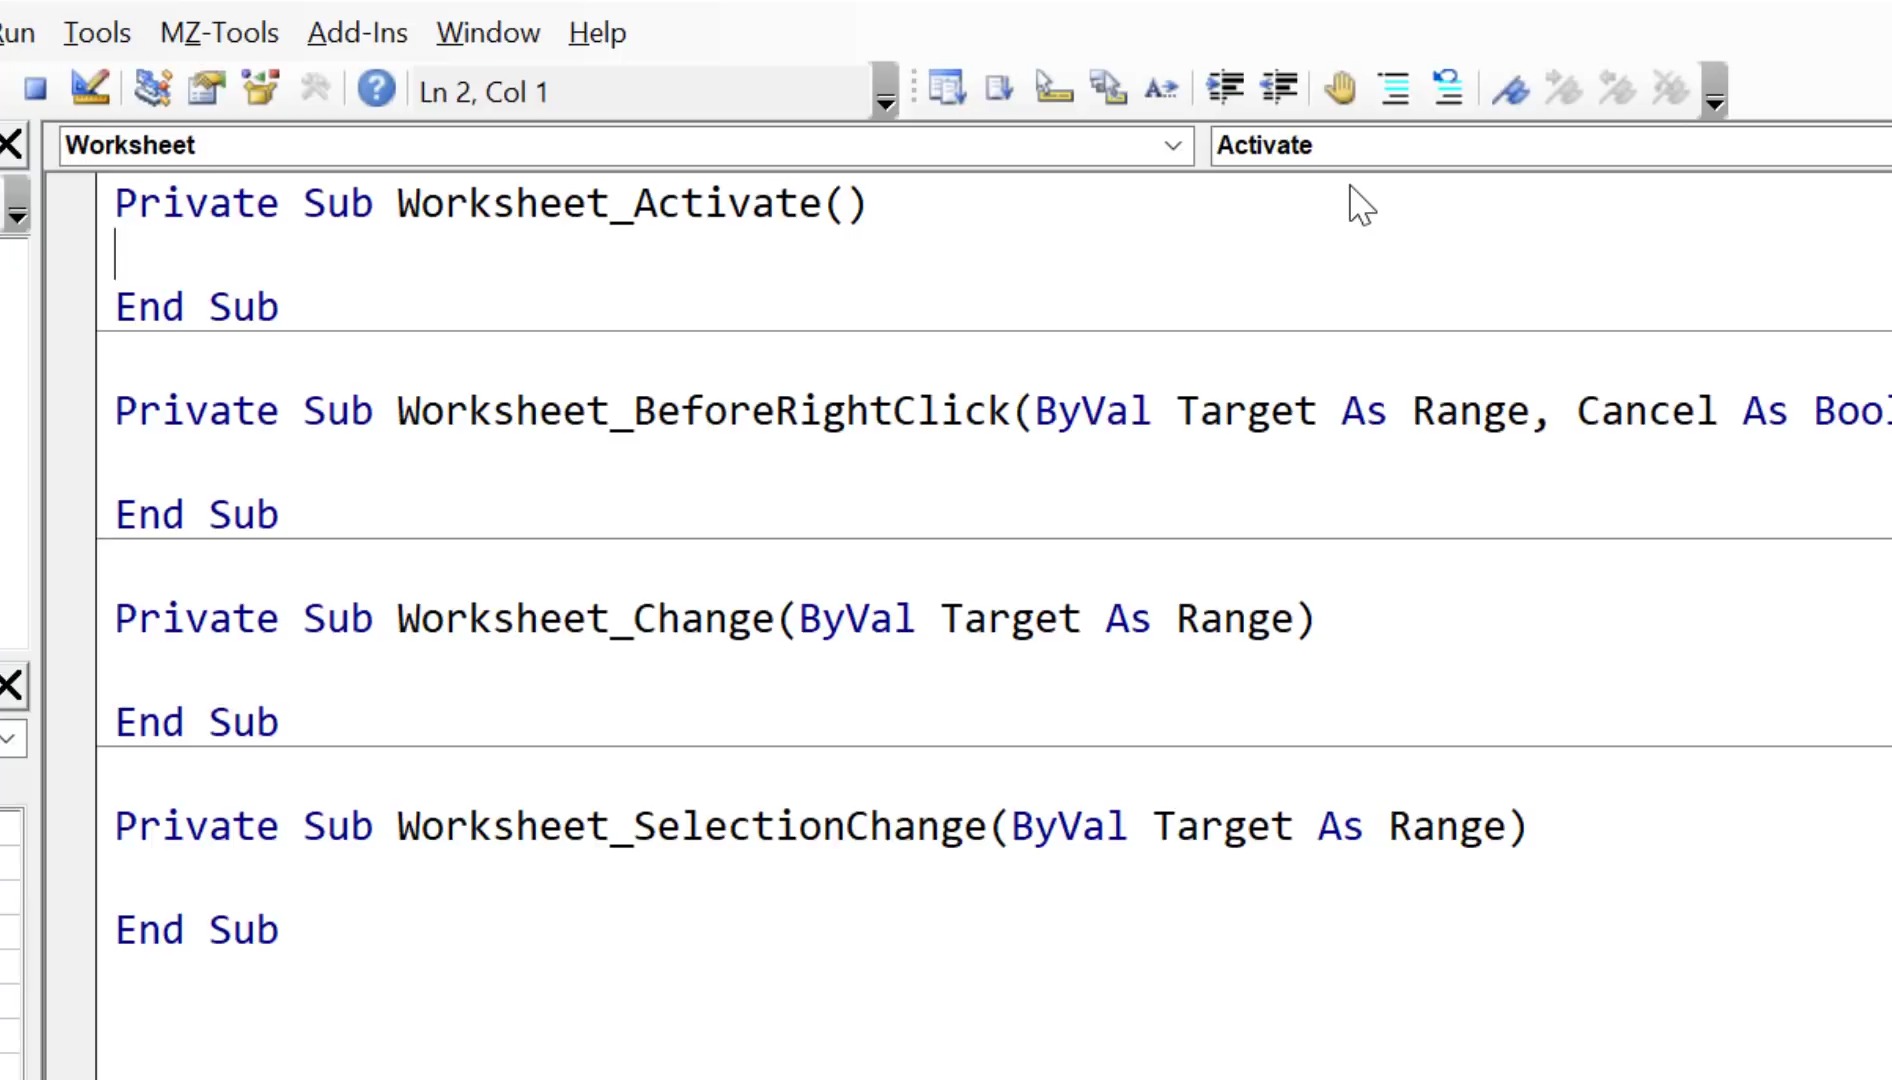 Run Tools MZ-Tools Add-Ins Window Help
Ln 2, Col 1
Worksheet Activate
Private Sub Worksheet_Activate()
End Sub
Private Sub Worksheet_BeforeRightClick(ByVal Target As Range, Cancel As Bool
End Sub
Private Sub Worksheet_Change(ByVal Target As Range)
End Sub
Private Sub Worksheet_SelectionChange(ByVal Target As Range)
End Sub